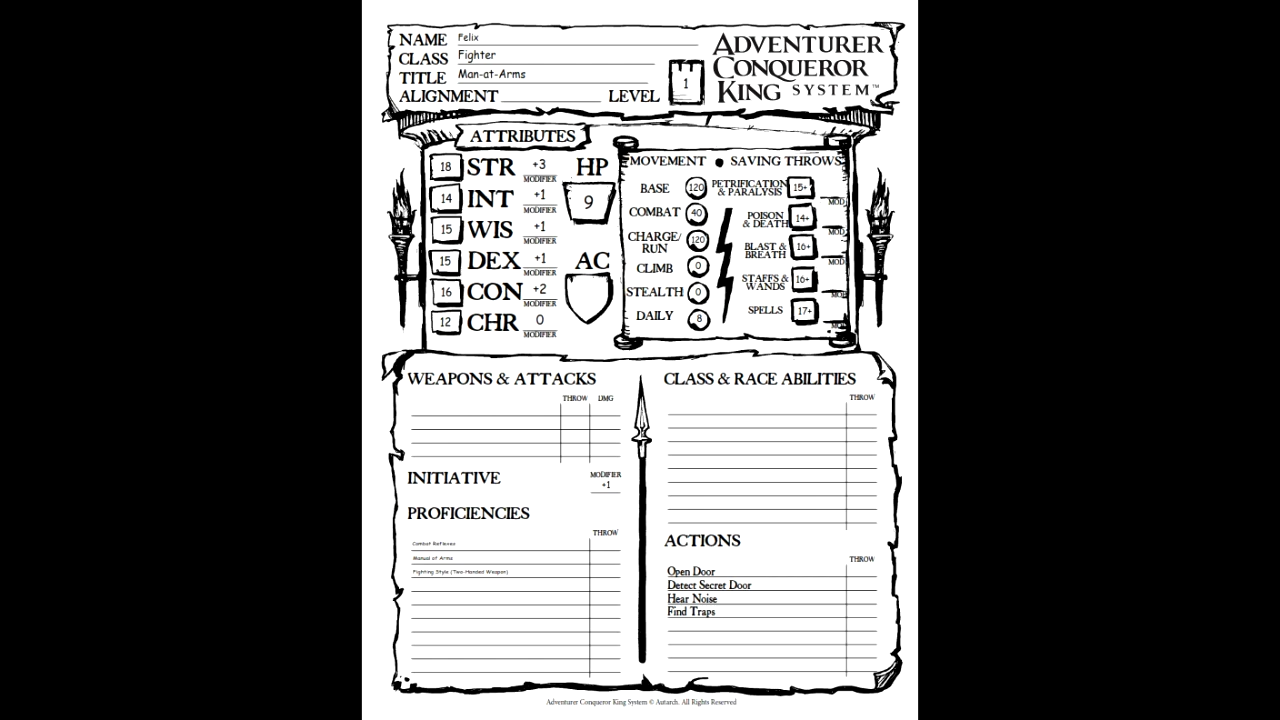 NAME Felix
CLASS Fighter
TITLE Man-at-Arms
ALIGNMENT LEVEL 1
ADVENTURER
CONQUEROR
KING SYSTEM™
ATTRIBUTES
18 STR +3 MODIFIER
14 INT +1 MODIFIER
15 WIS +1 MODIFIER
15 DEX +1 MODIFIER
16 CON +2 MODIFIER
12 CHR 0 MODIFIER
HP
9
AC
MOVEMENT • SAVING THROWS
BASE 120
COMBAT 40
CHARGE/
RUN 120
CLIMB 0
STEALTH 0
DAILY 8
PETRIFICATION
& PARALYSIS 15+ MOD
POISON
& DEATH 14+ MOD
BLAST &
BREATH 16+ MOD
STAFFS &
WANDS 16+ MOD
SPELLS 17+ MOD
WEAPONS & ATTACKS
THROW DMG
INITIATIVE MODIFIER
+1
PROFICIENCIES
THROW
Combat Reflexes
Manual of Arms
Fighting Style (Two-Handed Weapon)
CLASS & RACE ABILITIES
THROW
ACTIONS
THROW
Open Door
Detect Secret Door
Hear Noise
Find Traps
Adventurer Conqueror King System © Autarch. All Rights Reserved